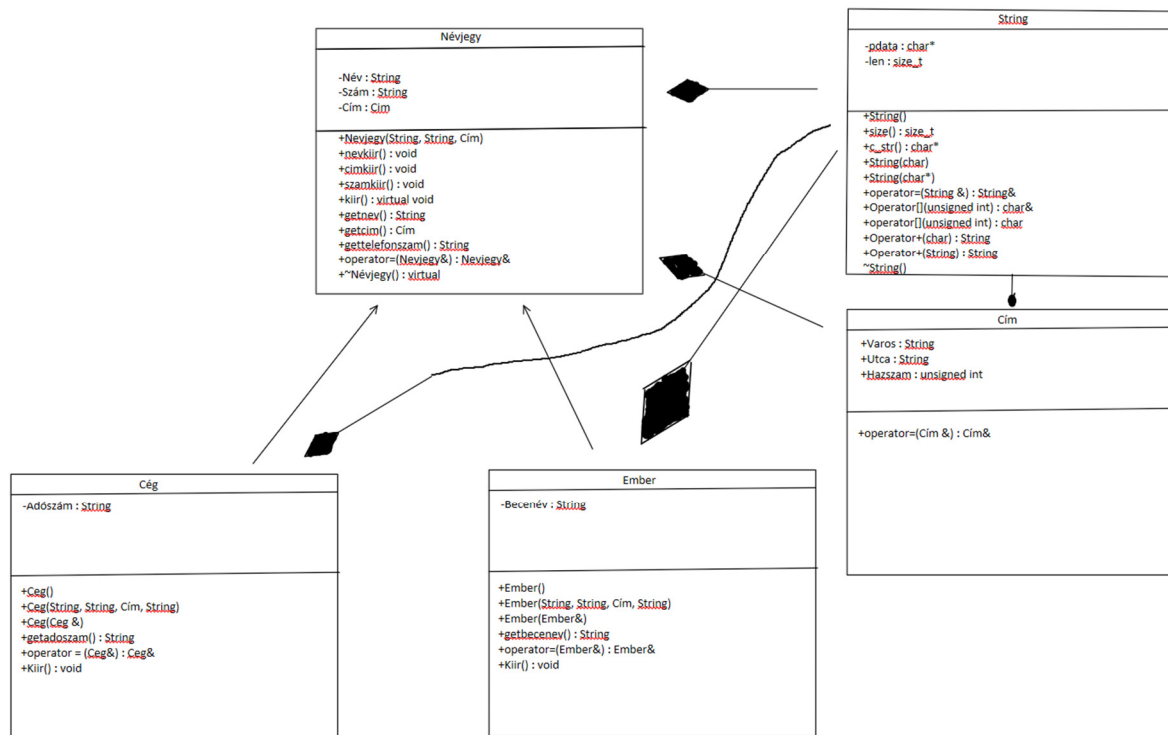 Névjegy
-Név : String
-Szám : String
-Cím : Cim
+Nevjegy(String, String, Cím)
+nevkiir() : void
+cimkiir() : void
+szamkiir() : void
+kiir() : virtual void
+getnev() : String
+getcim() : Cím
+gettelefonszam() : String
+operator=(Nevjegy&) : Nevjegy&
+~Névjegy() : virtual
String
-pdata : char*
-len : size_t
+String()
+size() : size_t
+c_str() : char*
+String(char)
+String(char*)
+operator=(String &) : String&
+Operator[](unsigned int) : char&
+operator[](unsigned int) : char
+Operator+(char) : String
+Operator+(String) : String
~String()
Cím
+Varos : String
+Utca : String
+Hazszam : unsigned int
+operator=(Cím &) : Cím&
Cég
-Adószám : String
+Ceg()
+Ceg(String, String, Cím, String)
+Ceg(Ceg &)
+getadoszam() : String
+operator = (Ceg&) : Ceg&
+Kiir() : void
Ember
-Becenév : String
+Ember()
+Ember(String, String, Cím, String)
+Ember(Ember&)
+getbecenev() : String
+operator=(Ember&) : Ember&
+Kiir() : void